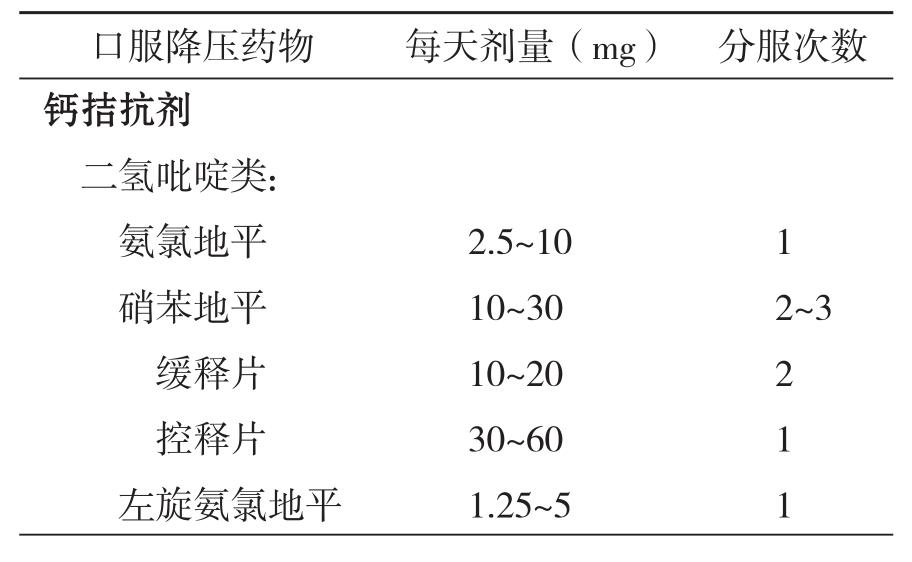 口服降压药物 每天剂量（mg） 分服次数
钙拮抗剂
二氢吡啶类：
氨氯地平 2.5~10 1
硝苯地平 10~30 2~3
缓释片 10~20 2
控释片 30~60 1
左旋氨氯地平 1.25~5 1